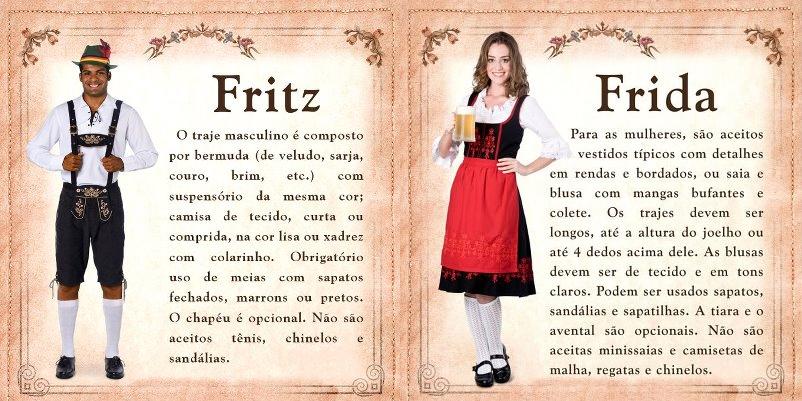 Fritz
O traje masculino é composto
por bermuda (de veludo, sarja,
couro, brim, etc.) com
suspensório da mesma cor;
camisa de tecido, curta ou
comprida, na cor lisa ou xadrez
com colarinho. Obrigatório
uso de meias com sapatos
fechados, marrons ou pretos.
O chapéu é opcional. Não são
aceitos tênis, chinelos e
sandálias.
Frida
Para as mulheres, são aceitos
vestidos típicos com detalhes
em rendas e bordados, ou saia e
blusa com mangas bufantes e
colete. Os trajes devem ser
longos, até a altura do joelho ou
até 4 dedos acima dele. As blusas
devem ser de tecido e em tons
claros. Podem ser usados sapatos,
sandálias e sapatilhas. A tiara e o
avental são opcionais. Não são
aceitas minissaias e camisetas de
malha, regatas e chinelos.